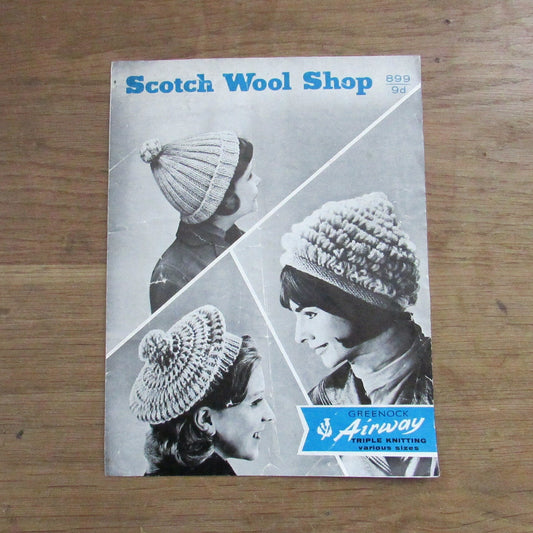 Scotch Wool Shop
899
9d
GREENOCK
Airway
TRIPLE KNITTING
various sizes